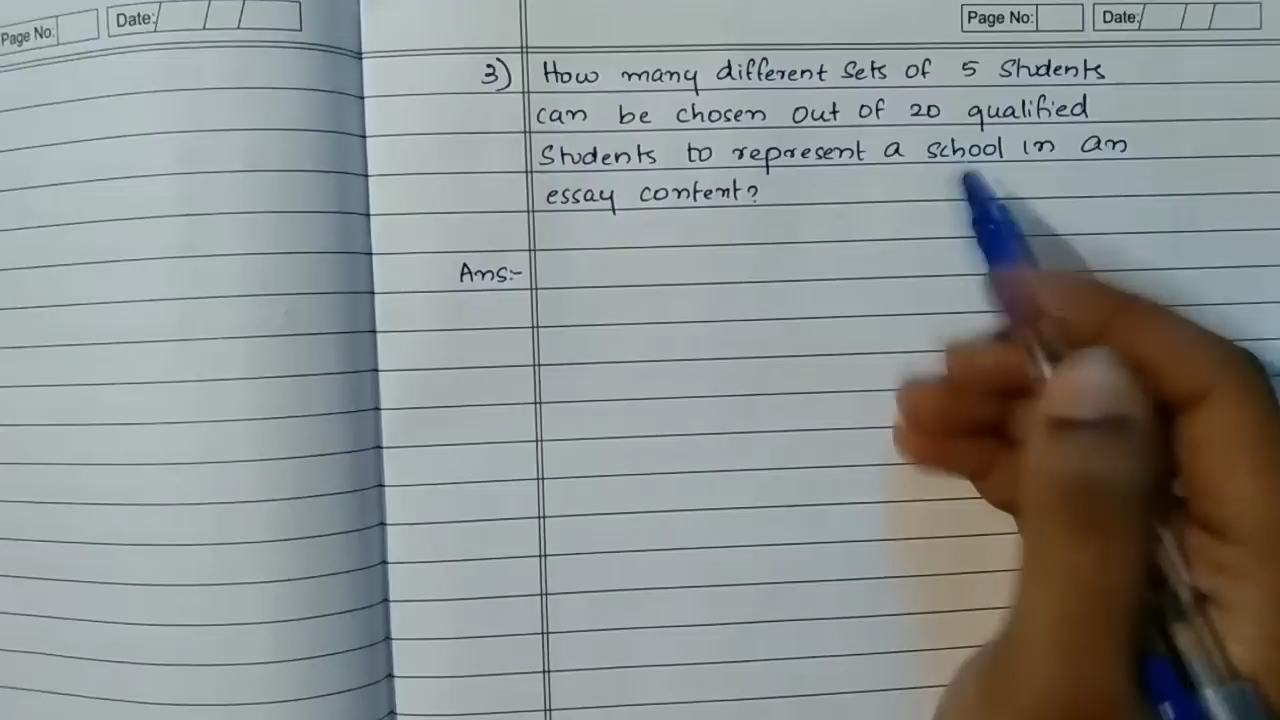 Page No: Date:
Page No: Date:
3) How many different sets of 5 students
can be chosen out of 20 qualified
students to represent a school in an
essay content?
Ans:-